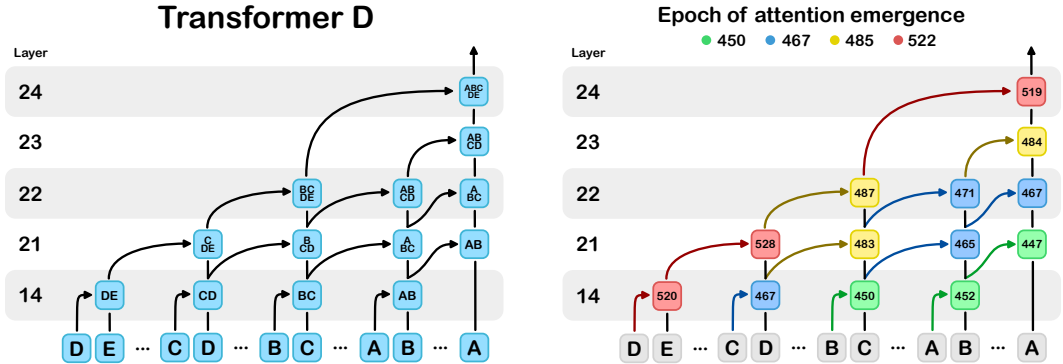 Transformer D
Layer
24
ABC
DE
23
AB
CD
22
BC
DE
AB
CD
A
BC
21
C
DE
B
CD
A
BC
AB
14
DE
CD
BC
AB
D E ... C D ... B C ... A B ... A
Epoch of attention emergence
450 467 485 522
Layer
24
519
23
484
22
487 471 467
21
528 483 465 447
14
520 467 450 452
D E ... C D ... B C ... A B ... A